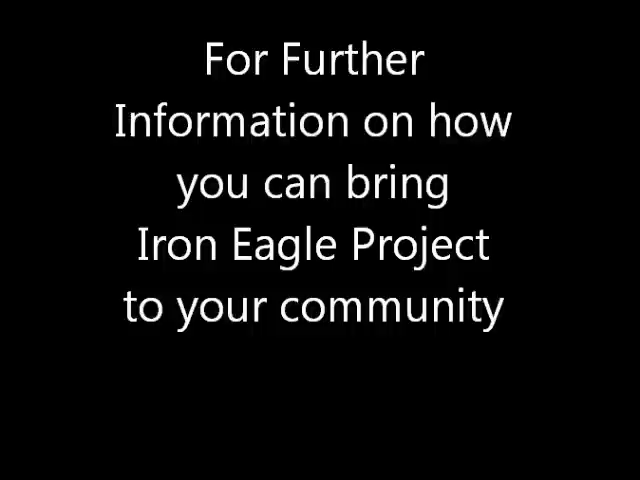 For Further
Information on how
you can bring
Iron Eagle Project
to your community